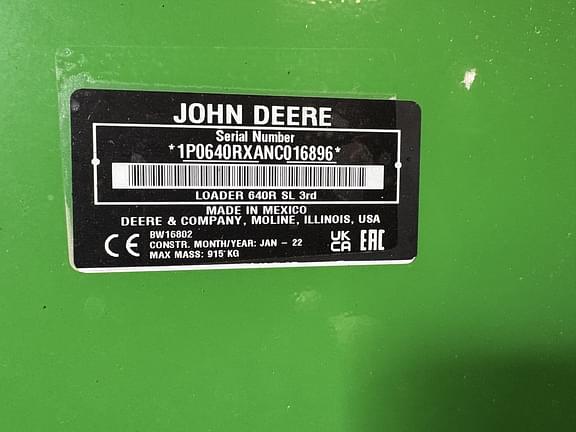 JOHN DEERE
Serial Number
*1P0640RXANC016896*
LOADER 640R SL 3rd
MADE IN MEXICO
DEERE & COMPANY, MOLINE, ILLINOIS, USA
CE BW16802
CONSTR. MONTH/YEAR: JAN - 22
MAX MASS: 915 KG
UK
CA
EAC